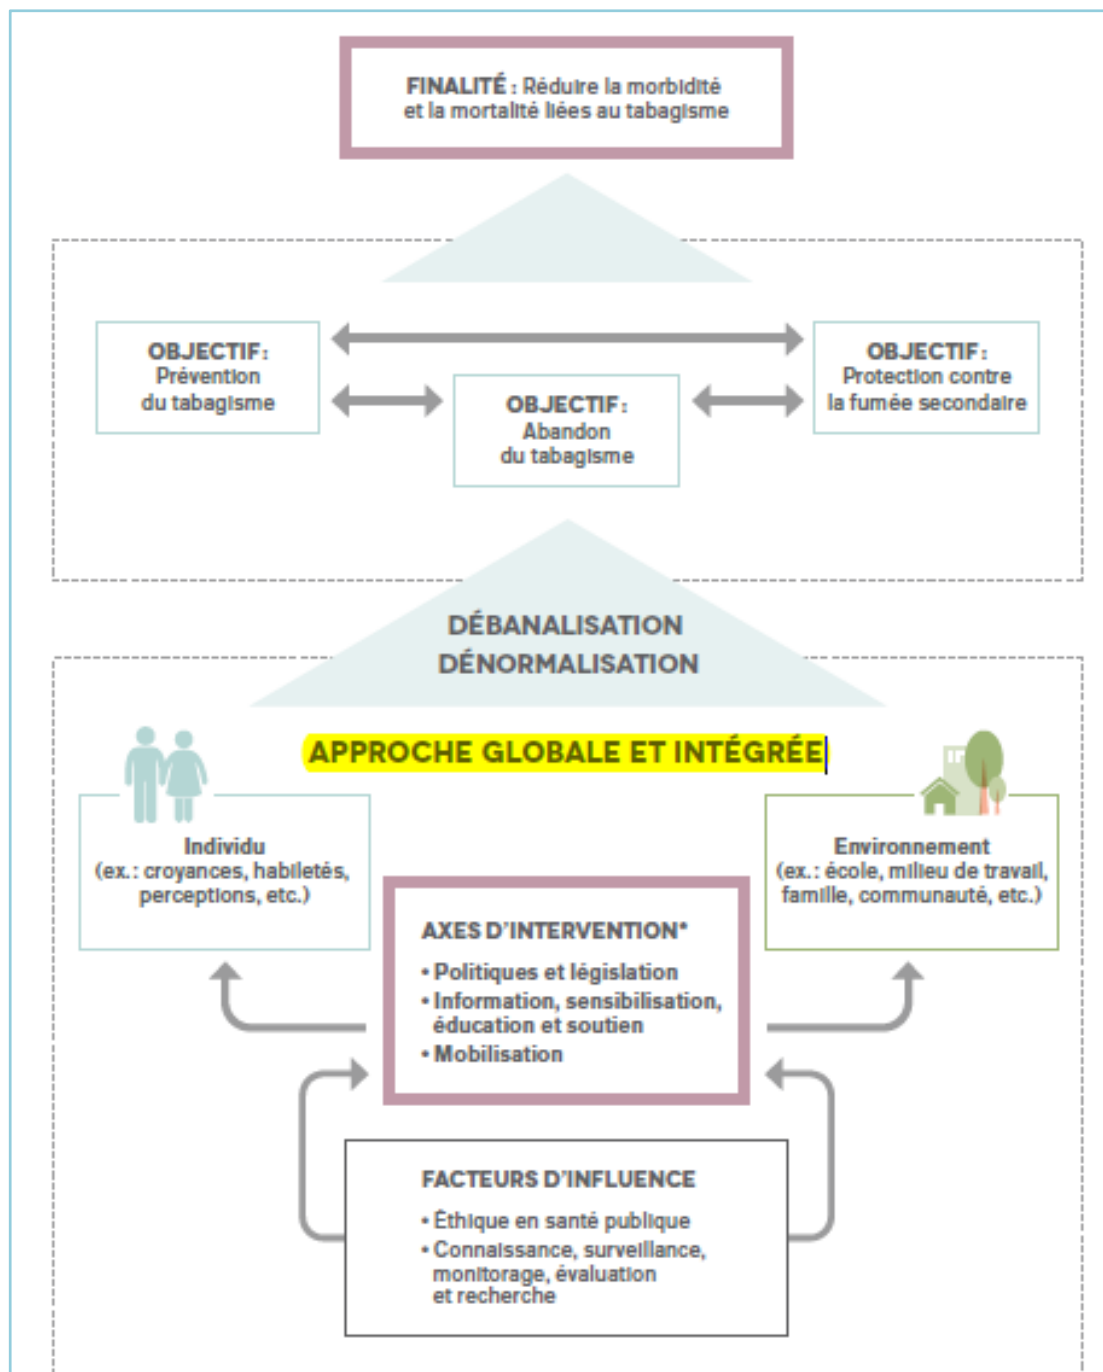 FINALITÉ : Réduire la morbidité
et la mortalité liées au tabagisme
OBJECTIF :
Prévention
du tabagisme
OBJECTIF :
Abandon
du tabagisme
OBJECTIF :
Protection contre
la fumée secondaire
DÉBANALISATION
DÉNORMALISATION
APPROCHE GLOBALE ET INTÉGRÉE
Individu
(ex. : croyances, habiletés,
perceptions, etc.)
Environnement
(ex. : école, milieu de travail,
famille, communauté, etc.)
AXES D'INTERVENTION*
• Politiques et législation
• Information, sensibilisation,
éducation et soutien
• Mobilisation
FACTEURS D'INFLUENCE
• Éthique en santé publique
• Connaissance, surveillance,
monitorage, évaluation
et recherche